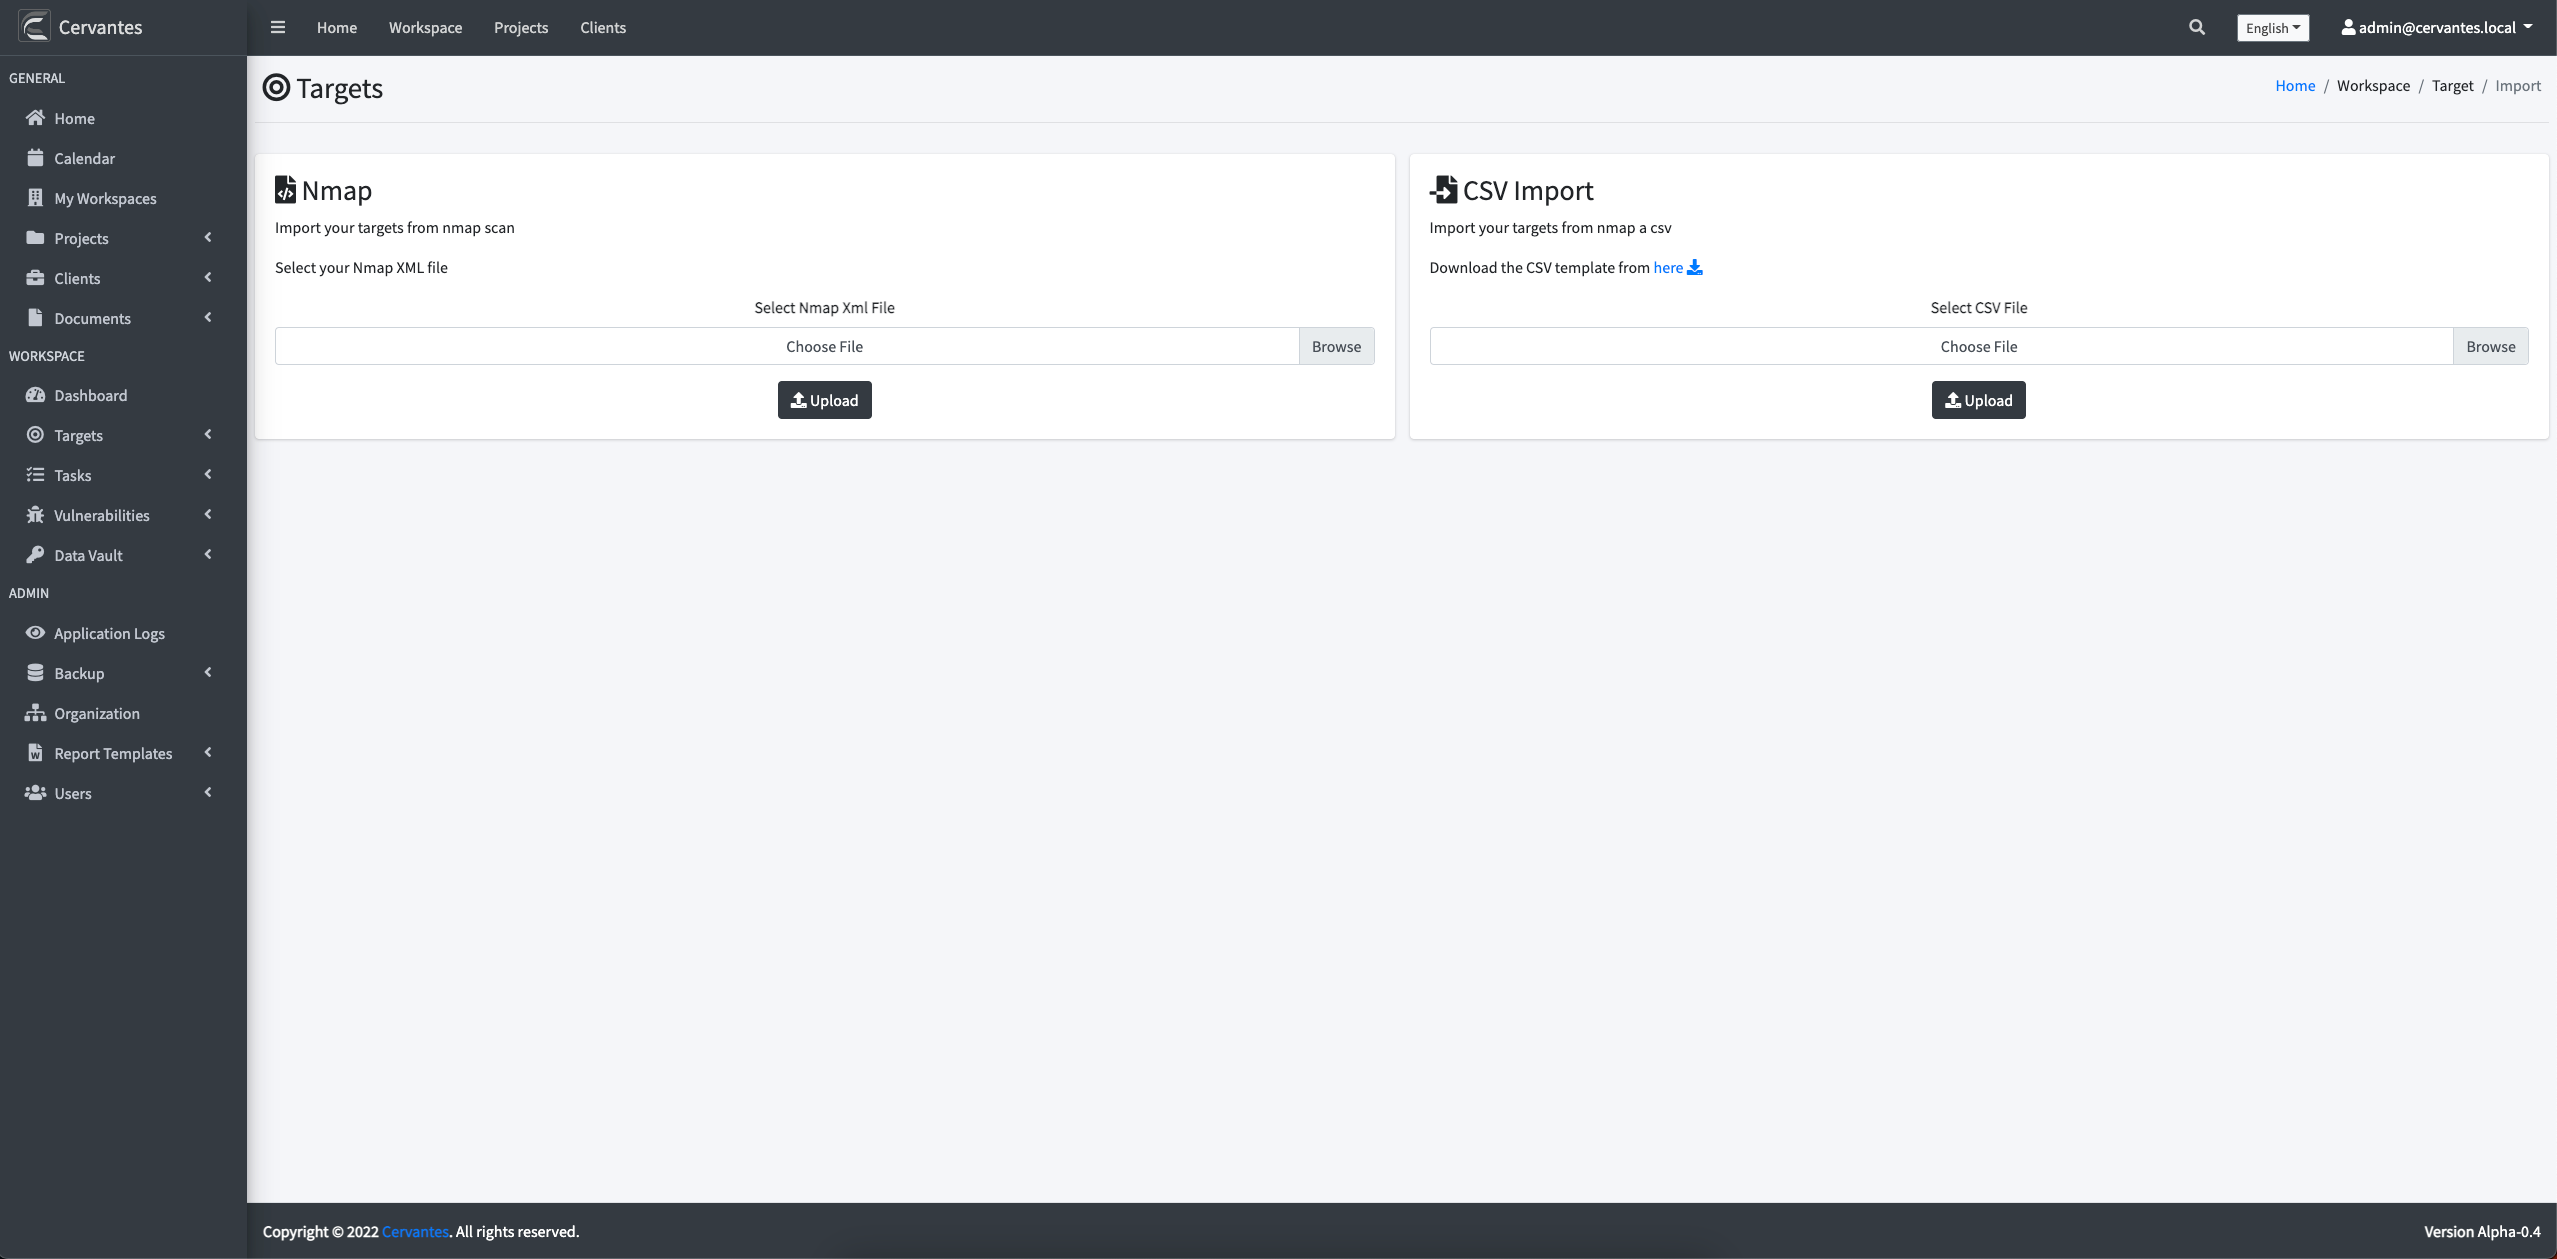 Cervantes
Home Workspace Projects Clients
English admin@cervantes.local
GENERAL
Home
Calendar
My Workspaces
Projects
Clients
Documents
WORKSPACE
Dashboard
Targets
Tasks
Vulnerabilities
Data Vault
ADMIN
Application Logs
Backup
Organization
Report Templates
Users
Targets
Home / Workspace / Target / Import
Nmap
Import your targets from nmap scan
Select your Nmap XML file
Select Nmap Xml File
Choose File Browse
Upload
CSV Import
Import your targets from nmap a csv
Download the CSV template from here
Select CSV File
Choose File Browse
Upload
Copyright © 2022 Cervantes. All rights reserved.
Version Alpha-0.4